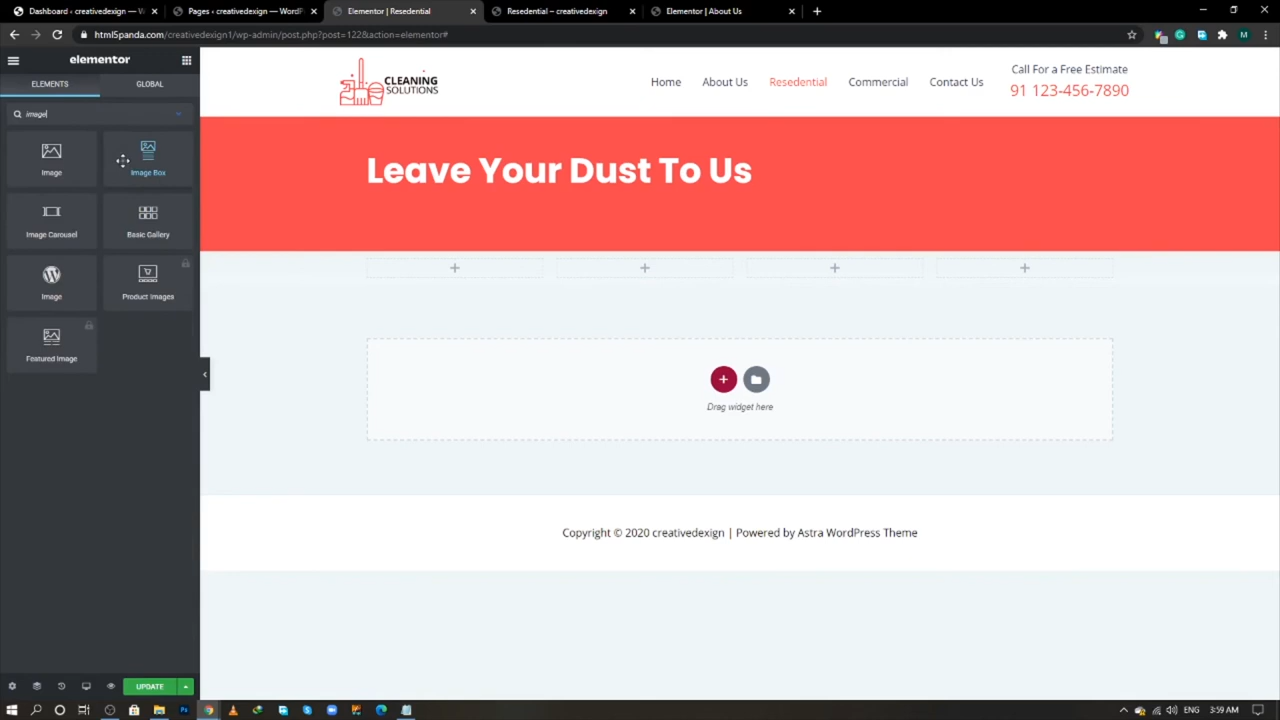 Dashboard ‹ creativedexign — W
Pages ‹ creativedexign — WordP
Elementor | Resedential
Resedential – creativedexign
Elementor | About Us
html5panda.com/creativedexign1/wp-admin/post.php?post=122&action=elementor#
M
elementor
ELEMENTS
GLOBAL
image
Image
Image Box
Image Carousel
Basic Gallery
Image
Product Images
Featured Image
UPDATE
CLEANING
SOLUTIONS
Home
About Us
Resedential
Commercial
Contact Us
Call For a Free Estimate
91 123-456-7890
Leave Your Dust To Us
Drag widget here
Copyright © 2020 creativedexign | Powered by Astra WordPress Theme
ENG
3:59 AM